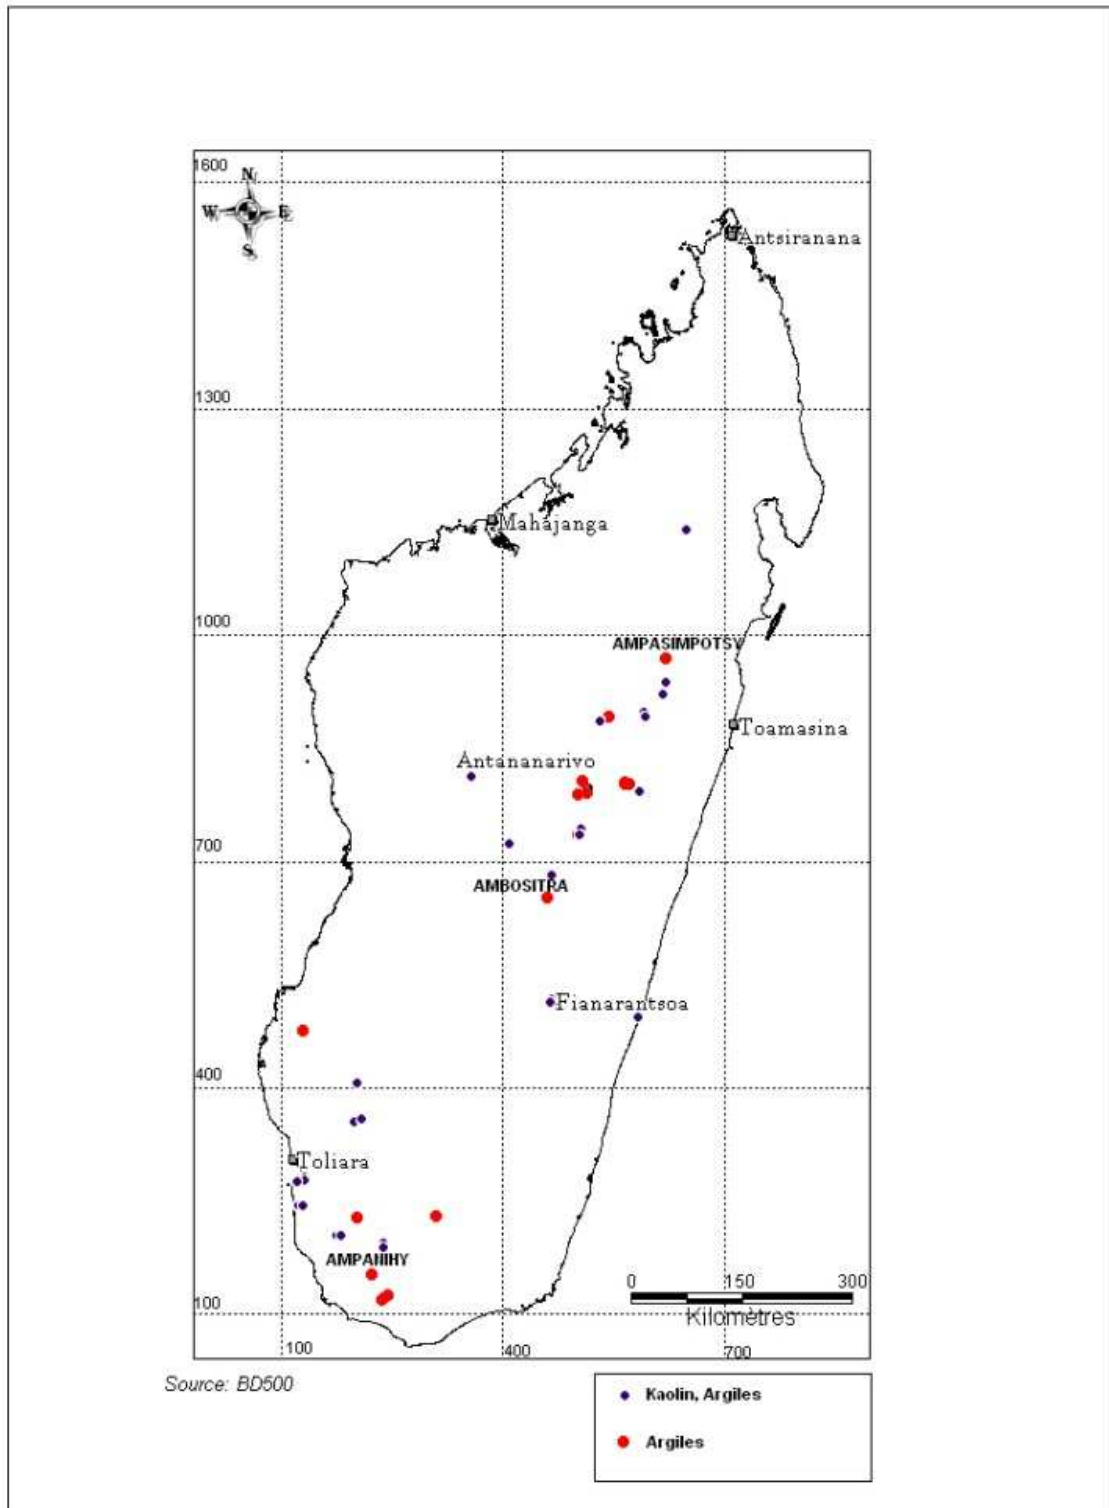 1600
N
W E
S
Antsiranana
1300
Mahajanga
1000
AMPASIMPOTSY
Toamasina
Antananarivo
700
AMBOSITRA
Fianarantsoa
400
Toliara
AMPANIHY
0 150 300
Kilomètres
100
100 400 700
Source: BD500
Kaolin, Argiles
Argiles